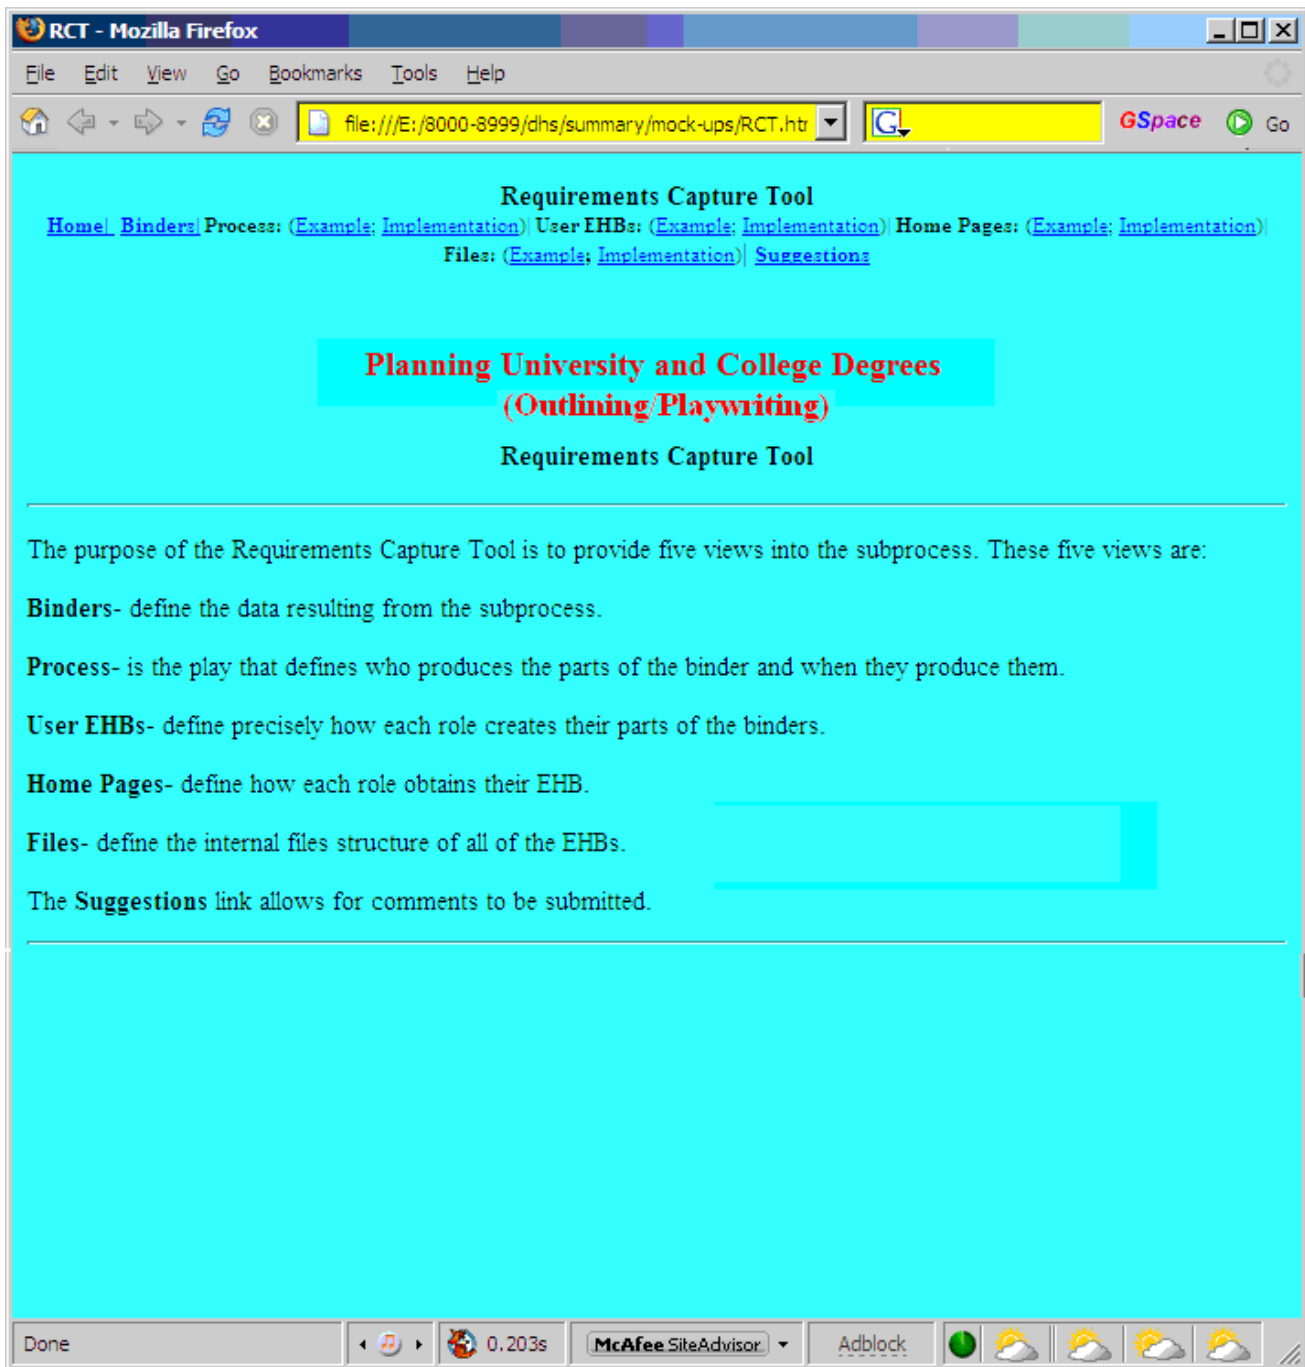 RCT - Mozilla Firefox
File Edit View Go Bookmarks Tools Help
file:///E:/8000-8999/dhs/summary/mock-ups/RCT.htr G GSpace Go
Requirements Capture Tool
Home| Binders| Process: (Example; Implementation)| User EHBs: (Example; Implementation)| Home Pages: (Example; Implementation)|
Files: (Example; Implementation)| Suggestions
Planning University and College Degrees
(Outlining/Playwriting)
Requirements Capture Tool
The purpose of the Requirements Capture Tool is to provide five views into the subprocess. These five views are:
Binders- define the data resulting from the subprocess.
Process- is the play that defines who produces the parts of the binder and when they produce them.
User EHBs- define precisely how each role creates their parts of the binders.
Home Pages- define how each role obtains their EHB.
Files- define the internal files structure of all of the EHBs.
The Suggestions link allows for comments to be submitted.
Done 0.203s McAfee SiteAdvisor Adblock